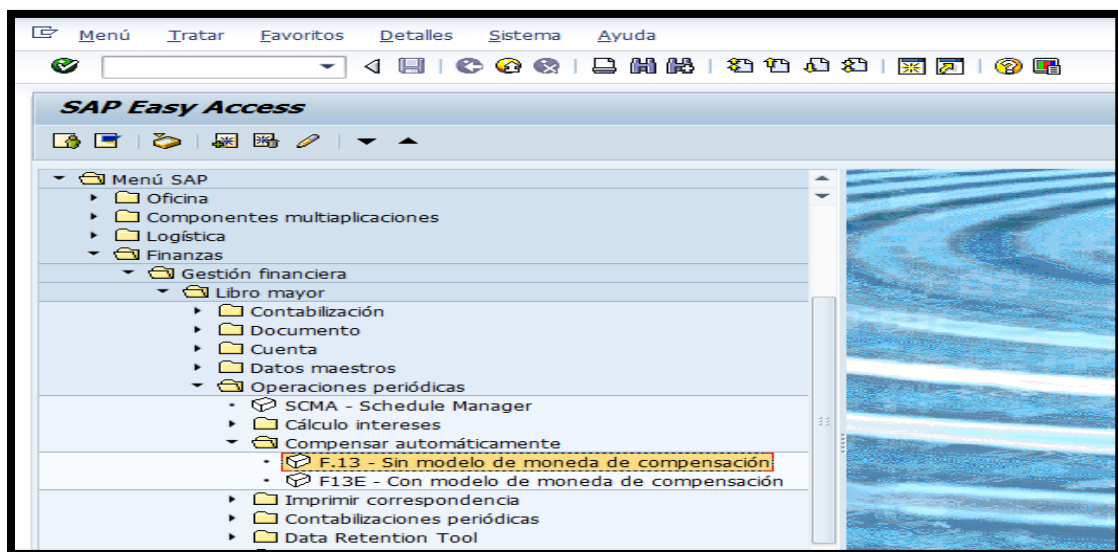 Menú Tratar Favoritos Detalles Sistema Ayuda
SAP Easy Access
Menú SAP
Oficina
Componentes multiaplicaciones
Logística
Finanzas
Gestión financiera
Libro mayor
Contabilización
Documento
Cuenta
Datos maestros
Operaciones periódicas
SCMA - Schedule Manager
Cálculo intereses
Compensar automáticamente
F.13 - Sin modelo de moneda de compensación
F13E - Con modelo de moneda de compensación
Imprimir correspondencia
Contabilizaciones periódicas
Data Retention Tool